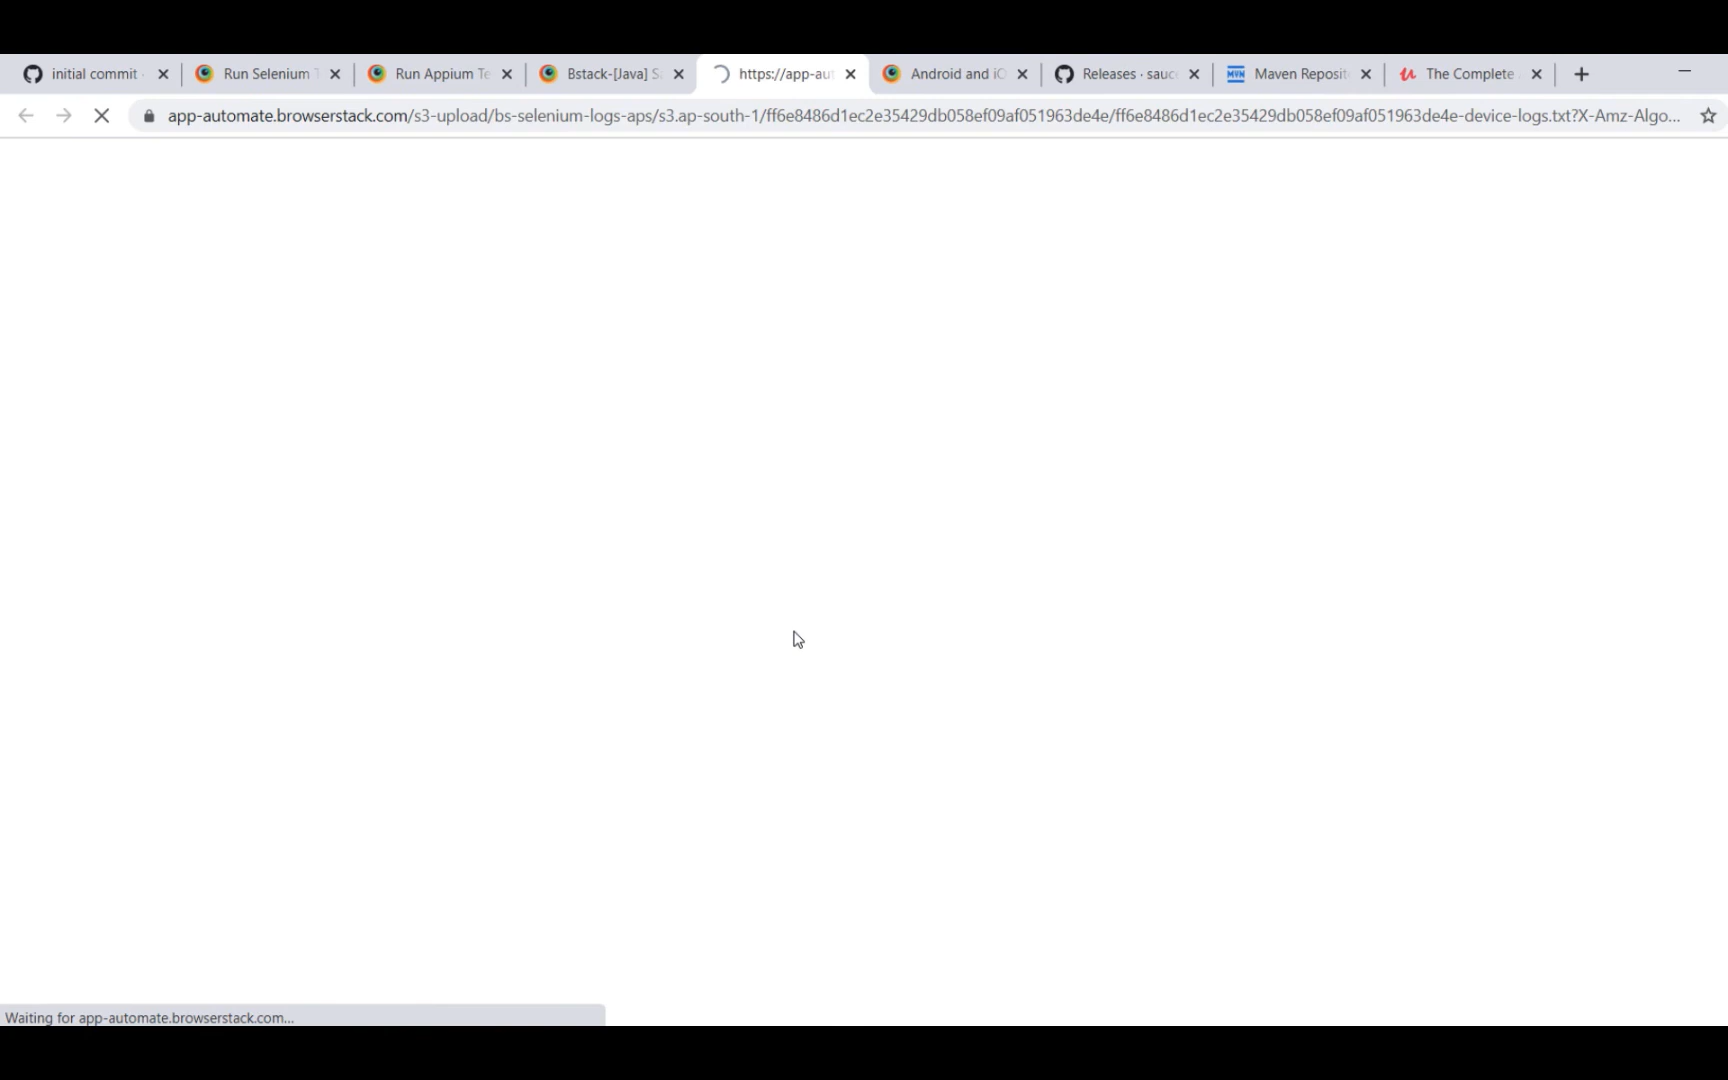 initial commit
Run Selenium T
Run Appium Te
Bstack-[Java] S
https://app-aut
Android and iO
Releases · sauc
MVN Maven Reposit
The Complete
app-automate.browserstack.com/s3-upload/bs-selenium-logs-aps/s3.ap-south-1/ff6e8486d1ec2e35429db058ef09af051963de4e/ff6e8486d1ec2e35429db058ef09af051963de4e-device-logs.txt?X-Amz-Algo...
Waiting for app-automate.browserstack.com...